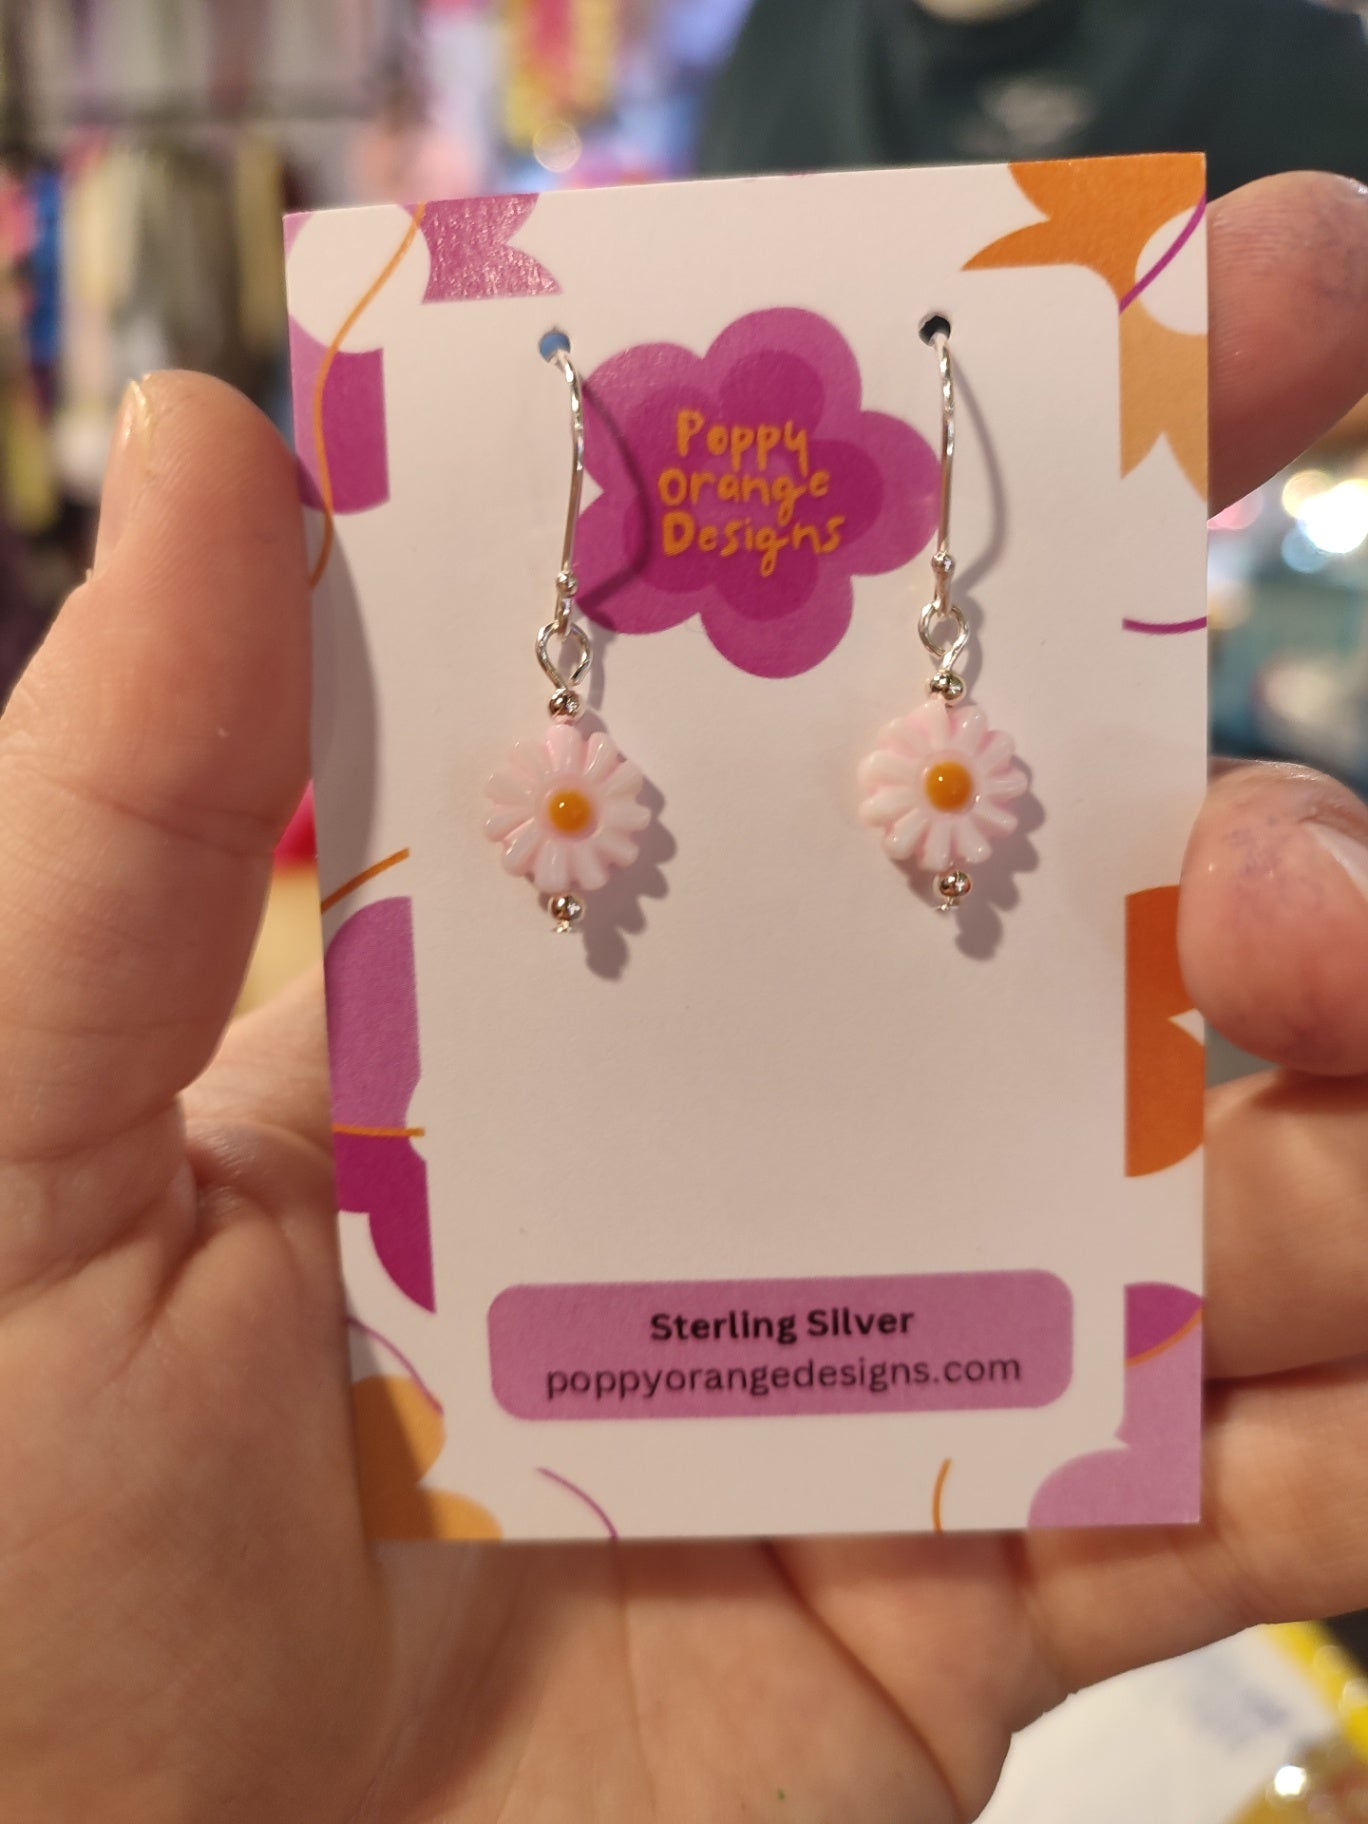 Poppy
Orange
Designs
Sterling Silver
poppyorangedesigns.com